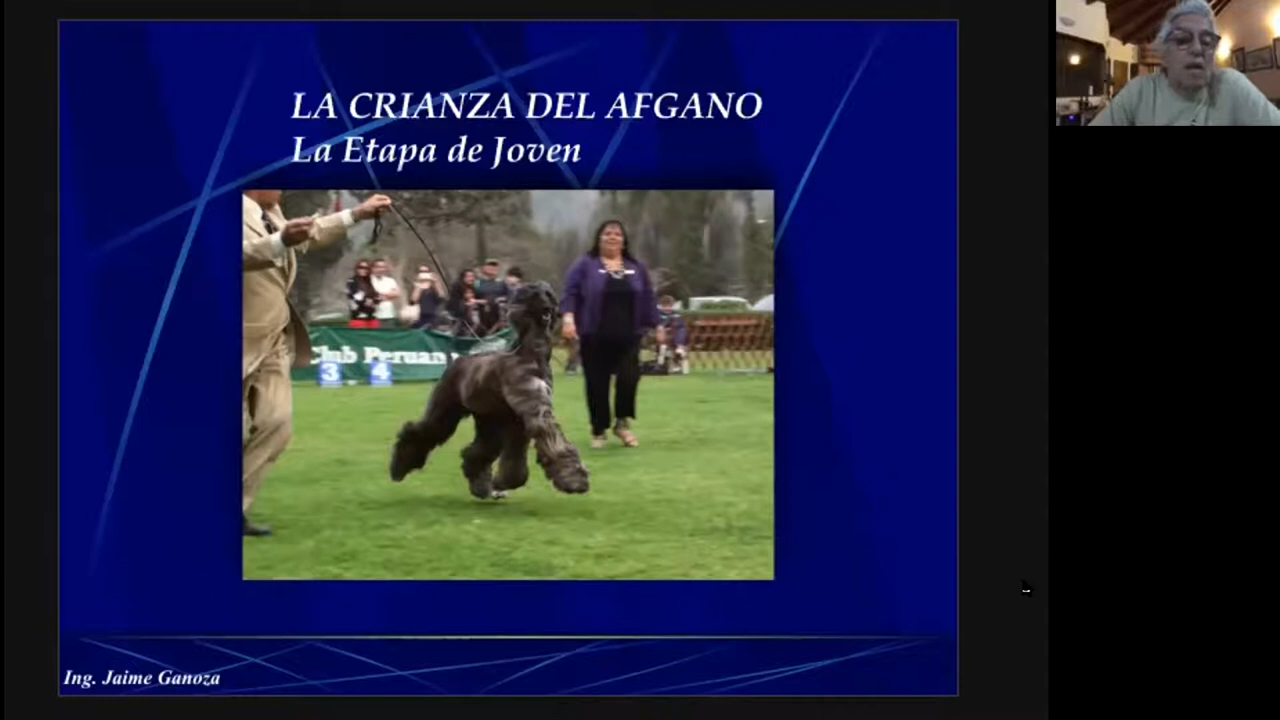 LA CRIANZA DEL AFGANO
La Etapa de Joven
Club Peruan
3 4
Ing. Jaime Ganoza